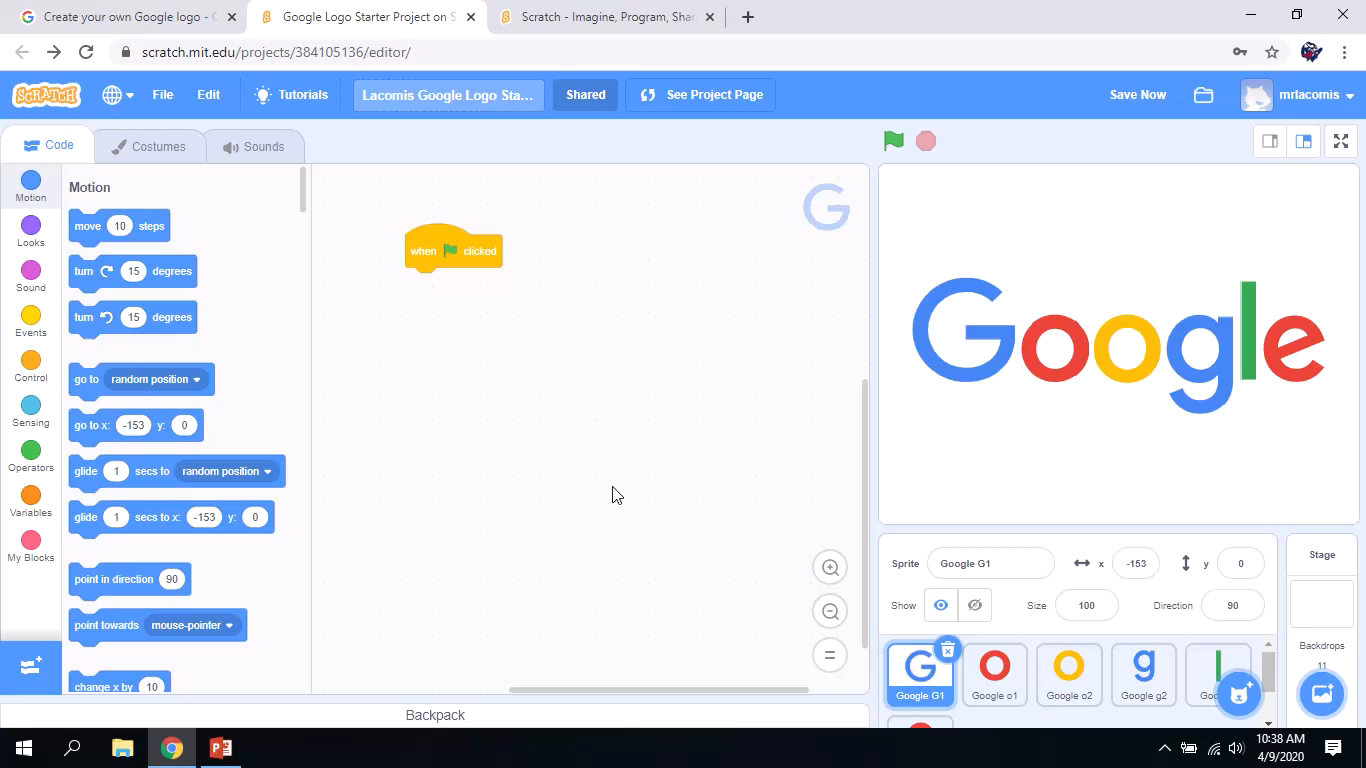 Create your own Google logo -
Google Logo Starter Project on S
Scratch - Imagine, Program, Shar
scratch.mit.edu/projects/384105136/editor/
SCRATCH
File
Edit
Tutorials
Lacomis Google Logo Sta...
Shared
See Project Page
Save Now
mrlacomis
Code
Costumes
Sounds
Motion
Looks
Sound
Events
Control
Sensing
Operators
Variables
My Blocks
Motion
move 10 steps
turn 15 degrees
turn 15 degrees
go to random position
go to x: -153 y: 0
glide 1 secs to random position
glide 1 secs to x: -153 y: 0
point in direction 90
point towards mouse-pointer
change x by 10
when clicked
G
Backpack
Google
Sprite Google G1 x -153 y 0
Show Size 100 Direction 90
G
Google G1
o
Google o1
o
Google o2
g
Google g2
l
Stage
Backdrops
11
10:38 AM
4/9/2020